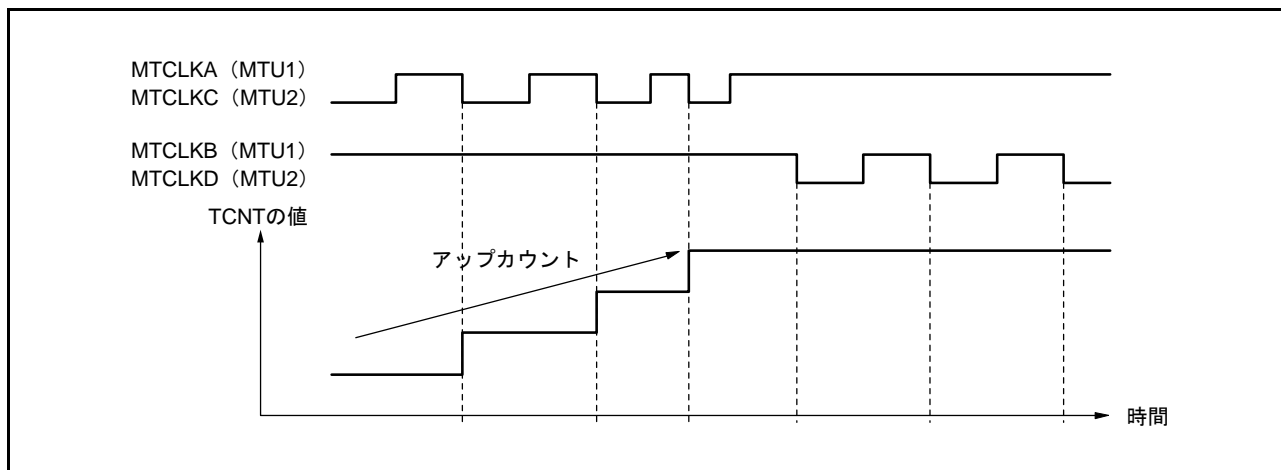 MTCLKA（MTU1）
MTCLKC（MTU2）
MTCLKB（MTU1）
MTCLKD（MTU2）
TCNTの値
アップカウント
時間